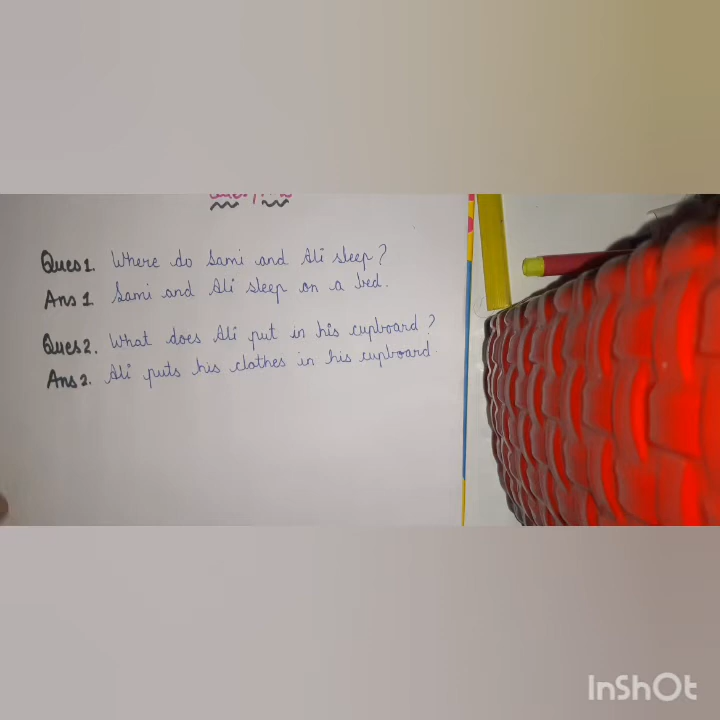 Ques 1. Where do Sami and Ali sleep?
Ans 1 Sami and Ali sleep on a bed.
Ques 2. What does Ali put in his cupboard?
Ans 2. Ali puts his clothes in his cupboard.
InShOt